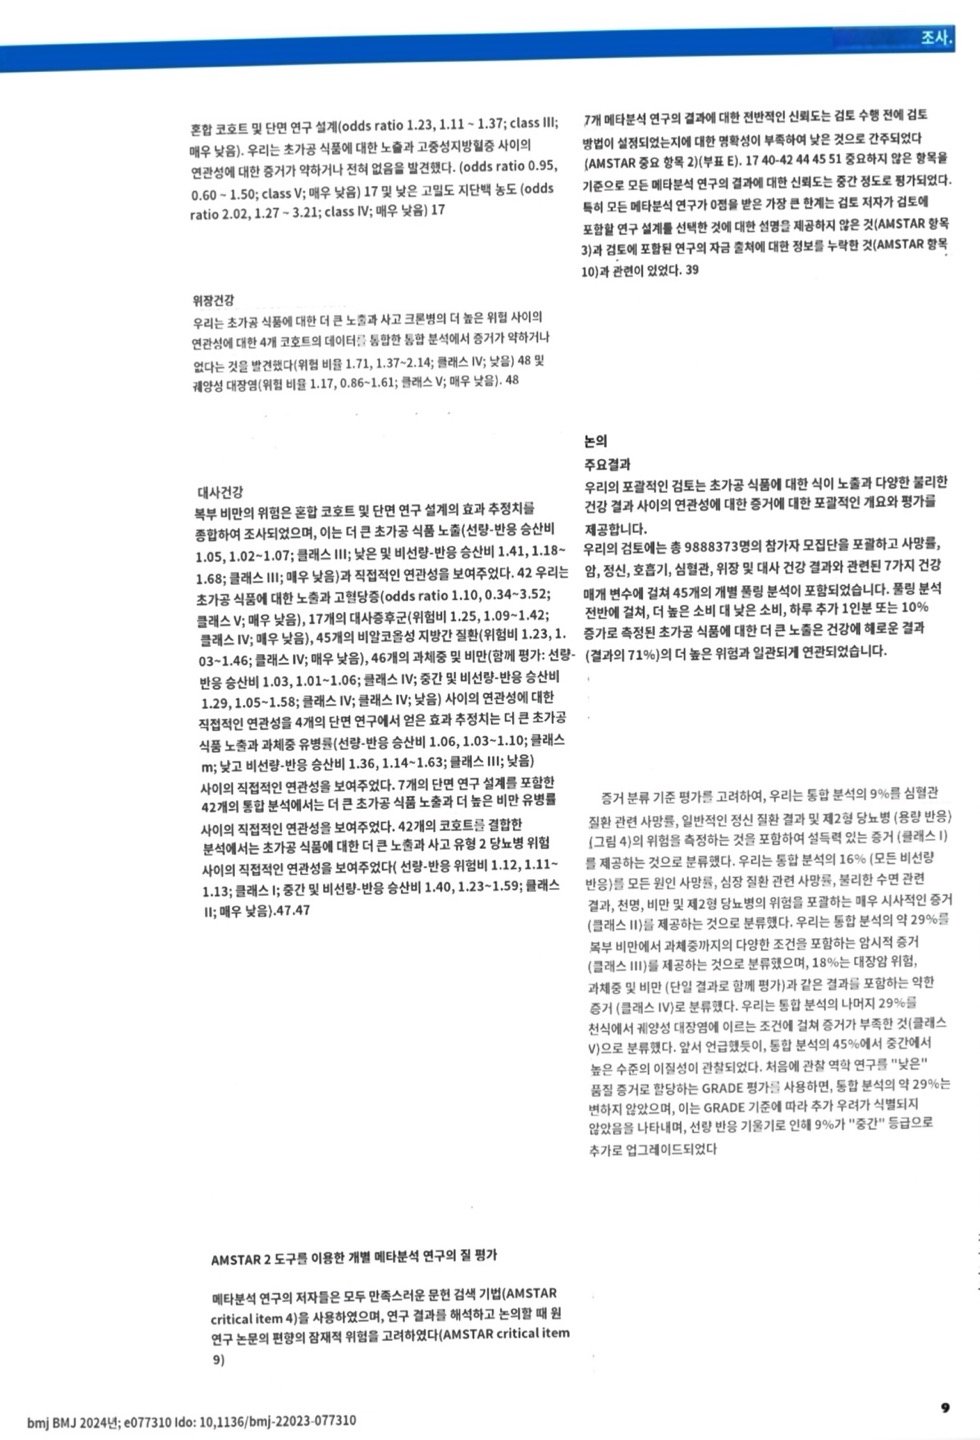 조사.
혼합 코호트 및 단면 연구 설계(odds ratio 1.23, 1.11 ~ 1.37; class III;
매우 낮음). 우리는 초가공 식품에 대한 노출과 고중성지방혈증 사이의
연관성에 대한 증거가 약하거나 전혀 없음을 발견했다. (odds ratio 0.95,
0.60 ~ 1.50; class V; 매우 낮음) 17 및 낮은 고밀도 지단백 농도 (odds
ratio 2.02, 1.27 ~ 3.21; class IV; 매우 낮음) 17
위장건강
우리는 초가공 식품에 대한 더 큰 노출과 사고 크론병의 더 높은 위험 사이의
연관성에 대한 4개 코호트의 데이터를 통합한 통합 분석에서 증거가 약하거나
없다는 것을 발견했다(위험 비율 1.71, 1.37~2.14; 클래스 IV; 낮음) 48 및
궤양성 대장염(위험 비율 1.17, 0.86~1.61; 클래스 V; 매우 낮음). 48
대사건강
복부 비만의 위험은 혼합 코호트 및 단면 연구 설계의 효과 추정치를
종합하여 조사되었으며, 이는 더 큰 초가공 식품 노출(선량-반응 승산비
1.05, 1.02~1.07; 클래스 III; 낮은 및 비선량-반응 승산비 1.41, 1.18~
1.68; 클래스 III; 매우 낮음)과 직접적인 연관성을 보여주었다. 42 우리는
초가공 식품에 대한 노출과 고혈당증(odds ratio 1.10, 0.34~3.52;
클래스 V; 매우 낮음), 17개의 대사증후군(위험비 1.25, 1.09~1.42;
클래스 IV; 매우 낮음), 45개의 비알코올성 지방간 질환(위험비 1.23, 1.
03~1.46; 클래스 IV; 매우 낮음), 46개의 과체중 및 비만(함께 평가: 선량-
반응 승산비 1.03, 1.01~1.06; 클래스 IV; 중간 및 비선량-반응 승산비
1.29, 1.05~1.58; 클래스 IV; 클래스 IV; 낮음) 사이의 연관성에 대한
직접적인 연관성을 4개의 단면 연구에서 얻은 효과 추정치는 더 큰 초가공
식품 노출과 과체중 유병률(선량-반응 승산비 1.06, 1.03~1.10; 클래스
m; 낮고 비선량-반응 승산비 1.36, 1.14~1.63; 클래스 III; 낮음)
사이의 직접적인 연관성을 보여주었다. 7개의 단면 연구 설계를 포함한
42개의 통합 분석에서는 더 큰 초가공 식품 노출과 더 높은 비만 유병률
사이의 직접적인 연관성을 보여주었다. 42개의 코호트를 결합한
분석에서는 초가공 식품에 대한 더 큰 노출과 사고 유형 2 당뇨병 위험
사이의 직접적인 연관성을 보여주었다( 선량-반응 위험비 1.12, 1.11~
1.13; 클래스 I; 중간 및 비선량-반응 승산비 1.40, 1.23~1.59; 클래스
II; 매우 낮음).47.47
AMSTAR 2 도구를 이용한 개별 메타분석 연구의 질 평가
메타분석 연구의 저자들은 모두 만족스러운 문헌 검색 기법(AMSTAR
critical item 4)을 사용하였으며, 연구 결과를 해석하고 논의할 때 원
연구 논문의 편향의 잠재적 위험을 고려하였다(AMSTAR critical item
9)
7개 메타분석 연구의 결과에 대한 전반적인 신뢰도는 검토 수행 전에 검토
방법이 설정되었는지에 대한 명확성이 부족하여 낮은 것으로 간주되었다
(AMSTAR 중요 항목 2)(부표 E). 17 40-42 44 45 51 중요하지 않은 항목을
기준으로 모든 메타분석 연구의 결과에 대한 신뢰도는 중간 정도로 평가되었다.
특히 모든 메타분석 연구가 0점을 받은 가장 큰 한계는 검토 저자가 검토에
포함할 연구 설계를 선택한 것에 대한 설명을 제공하지 않은 것(AMSTAR 항목
3)과 검토에 포함된 연구의 자금 출처에 대한 정보를 누락한 것(AMSTAR 항목
10)과 관련이 있었다. 39
논의
주요결과
우리의 포괄적인 검토는 초가공 식품에 대한 식이 노출과 다양한 불리한
건강 결과 사이의 연관성에 대한 증거에 대한 포괄적인 개요와 평가를
제공합니다.
우리의 검토에는 총 9888373명의 참가자 모집단을 포괄하고 사망률,
암, 정신, 호흡기, 심혈관, 위장 및 대사 건강 결과와 관련된 7가지 건강
매개 변수에 걸쳐 45개의 개별 풀링 분석이 포함되었습니다. 풀링 분석
전반에 걸쳐, 더 높은 소비 대 낮은 소비, 하루 추가 1인분 또는 10%
증가로 측정된 초가공 식품에 대한 더 큰 노출은 건강에 해로운 결과
(결과의 71%)의 더 높은 위험과 일관되게 연관되었습니다.
증거 분류 기준 평가를 고려하여, 우리는 통합 분석의 9%를 심혈관
질환 관련 사망률, 일반적인 정신 질환 결과 및 제2형 당뇨병 (용량 반응)
(그림 4)의 위험을 측정하는 것을 포함하여 설득력 있는 증거 (클래스 I)
를 제공하는 것으로 분류했다. 우리는 통합 분석의 16% (모든 비선량
반응)를 모든 원인 사망률, 심장 질환 관련 사망률, 불리한 수면 관련
결과, 천명, 비만 및 제2형 당뇨병의 위험을 포괄하는 매우 시사적인 증거
(클래스 II)를 제공하는 것으로 분류했다. 우리는 통합 분석의 약 29%를
복부 비만에서 과체중까지의 다양한 조건을 포함하는 암시적 증거
(클래스 III)를 제공하는 것으로 분류했으며, 18%는 대장암 위험,
과체중 및 비만 (단일 결과로 함께 평가)과 같은 결과를 포함하는 약한
증거 (클래스 IV)로 분류했다. 우리는 통합 분석의 나머지 29%를
천식에서 궤양성 대장염에 이르는 조건에 걸쳐 증거가 부족한 것(클래스
V)으로 분류했다. 앞서 언급했듯이, 통합 분석의 45%에서 중간에서
높은 수준의 이질성이 관찰되었다. 처음에 관찰 역학 연구를 "낮은"
품질 증거로 할당하는 GRADE 평가를 사용하면, 통합 분석의 약 29%는
변하지 않았으며, 이는 GRADE 기준에 따라 추가 우려가 식별되지
않았음을 나타내며, 선량 반응 기울기로 인해 9%가 "중간" 등급으로
추가로 업그레이드되었다
bmj BMJ 2024년; e077310 Ido: 10,1136/bmj-22023-077310
9